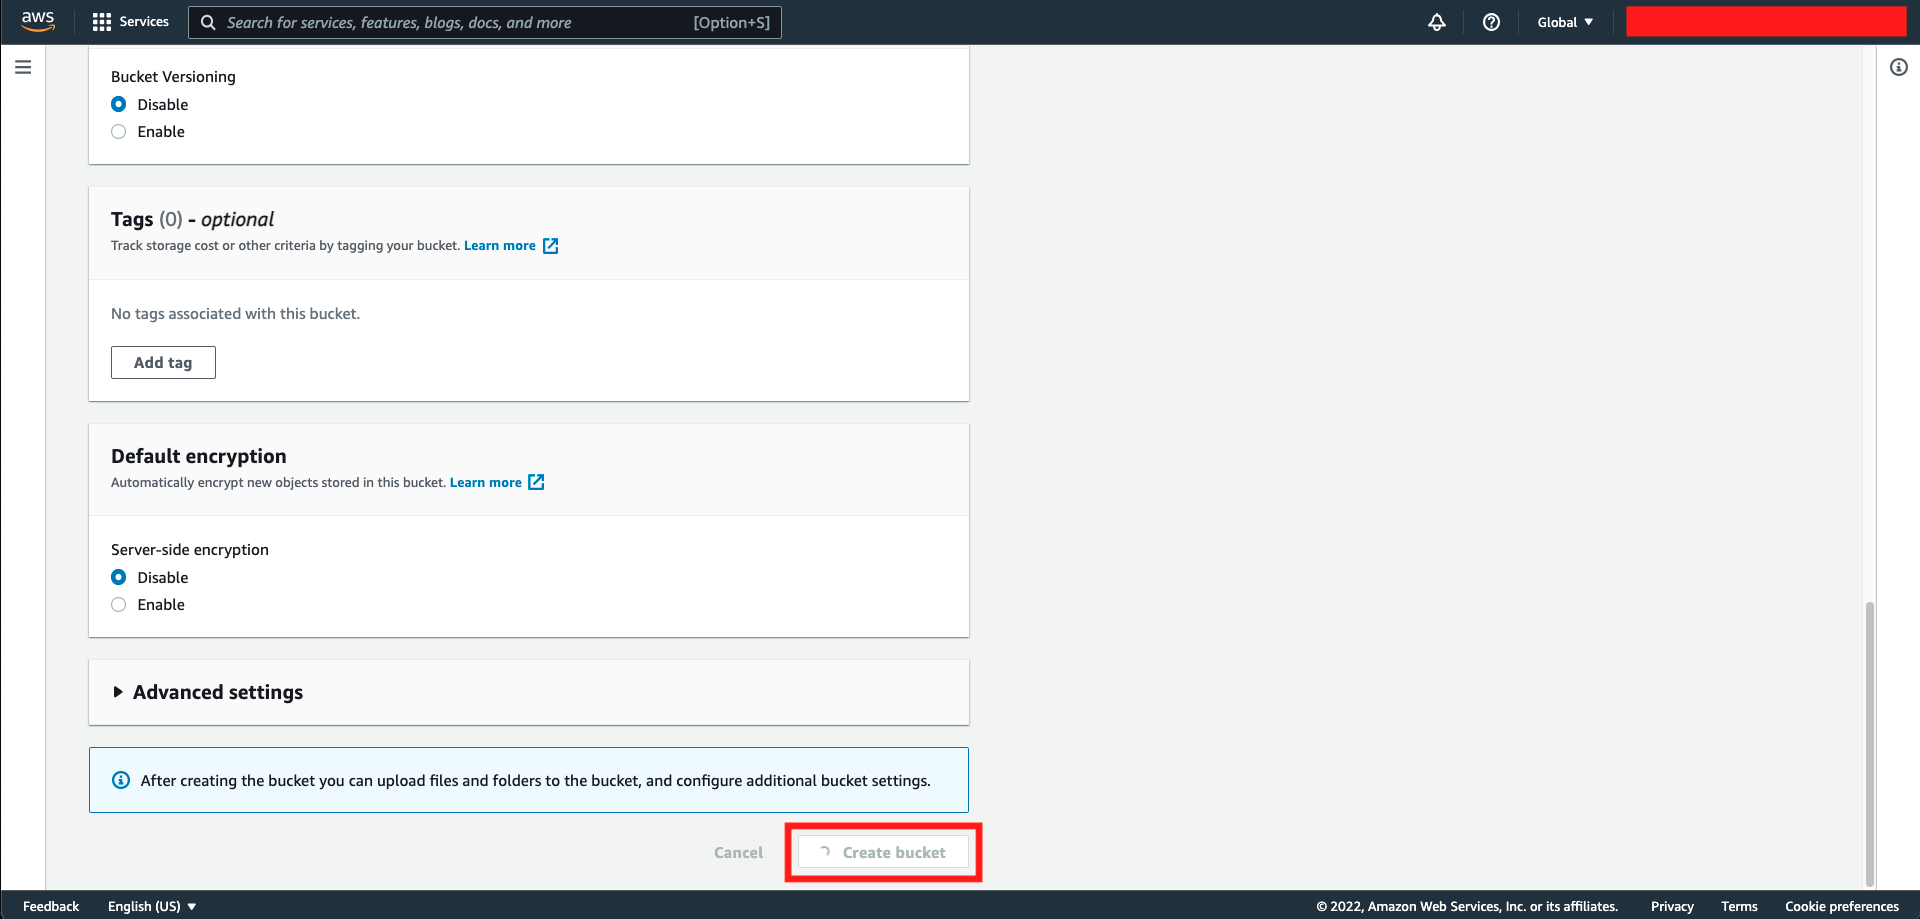 aws Services Search for services, features, blogs, docs, and more [Option+S] Global
Bucket Versioning
Disable
Enable
Tags (0) - optional
Track storage cost or other criteria by tagging your bucket. Learn more
No tags associated with this bucket.
Add tag
Default encryption
Automatically encrypt new objects stored in this bucket. Learn more
Server-side encryption
Disable
Enable
Advanced settings
After creating the bucket you can upload files and folders to the bucket, and configure additional bucket settings.
Cancel Create bucket
Feedback English (US) © 2022, Amazon Web Services, Inc. or its affiliates. Privacy Terms Cookie preferences